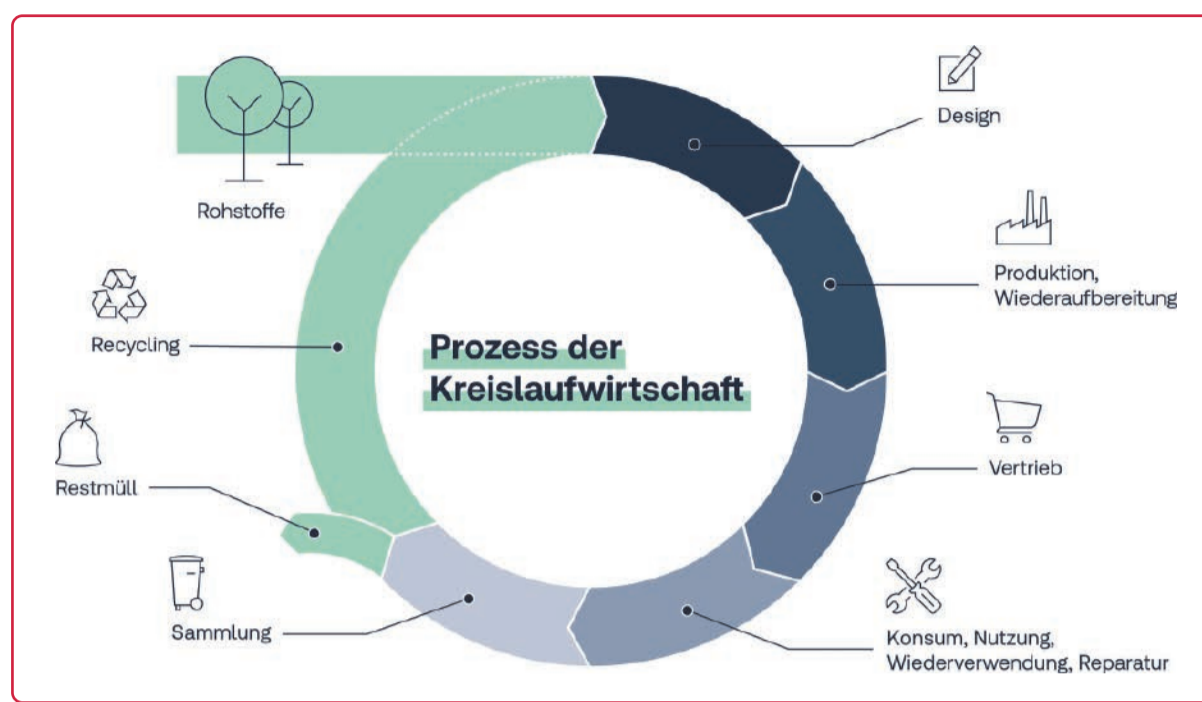 Prozess der
Kreislaufwirtschaft
Rohstoffe
Design
Produktion,
Wiederaufbereitung
Vertrieb
Konsum, Nutzung,
Wiederverwendung, Reparatur
Sammlung
Restmüll
Recycling